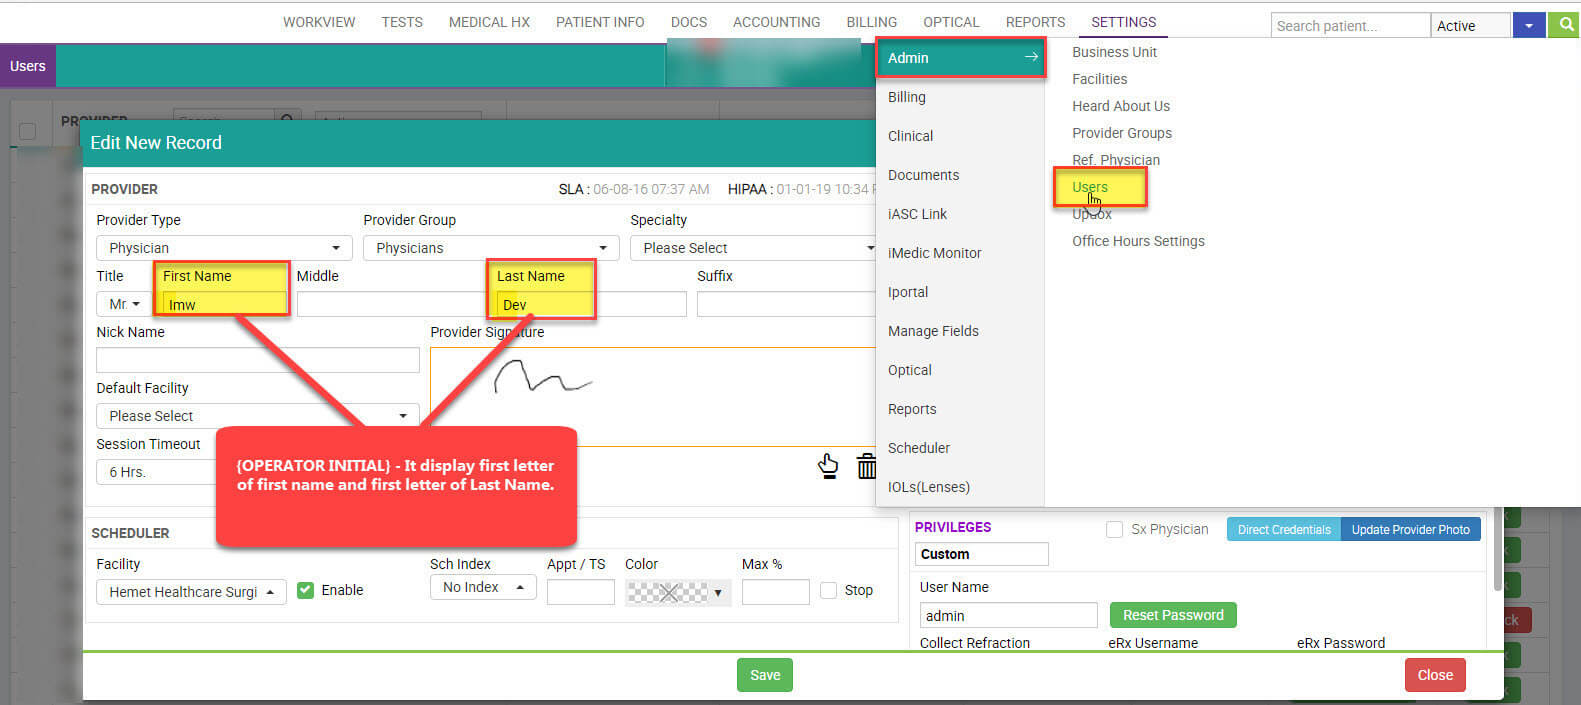 WORKVIEW TESTS MEDICAL HX PATIENT INFO DOCS ACCOUNTING BILLING OPTICAL REPORTS SETTINGS
Search patient... Active
Users
Admin
Billing
Clinical
Documents
iASC Link
iMedic Monitor
Iportal
Manage Fields
Optical
Reports
Scheduler
IOLs(Lenses)
Business Unit
Facilities
Heard About Us
Provider Groups
Ref. Physician
Users
Updox
Office Hours Settings
PROVIDER
Edit New Record
PROVIDER SLA : 06-08-16 07:37 AM HIPAA : 01-01-19 10:34
Provider Type Provider Group Specialty
Physician Physicians Please Select
Title First Name Middle Last Name Suffix
Mr. Imw Dev
Nick Name Provider Signature
Default Facility
Please Select
Session Timeout
6 Hrs.
{OPERATOR INITIAL} - It display first letter
of first name and first letter of Last Name.
SCHEDULER
Facility Sch Index Appt / TS Color Max %
Hemet Healthcare Surgi Enable No Index Stop
PRIVILEGES Sx Physician Direct Credentials Update Provider Photo
Custom
User Name
admin Reset Password
Collect Refraction eRx Username eRx Password
Save Close